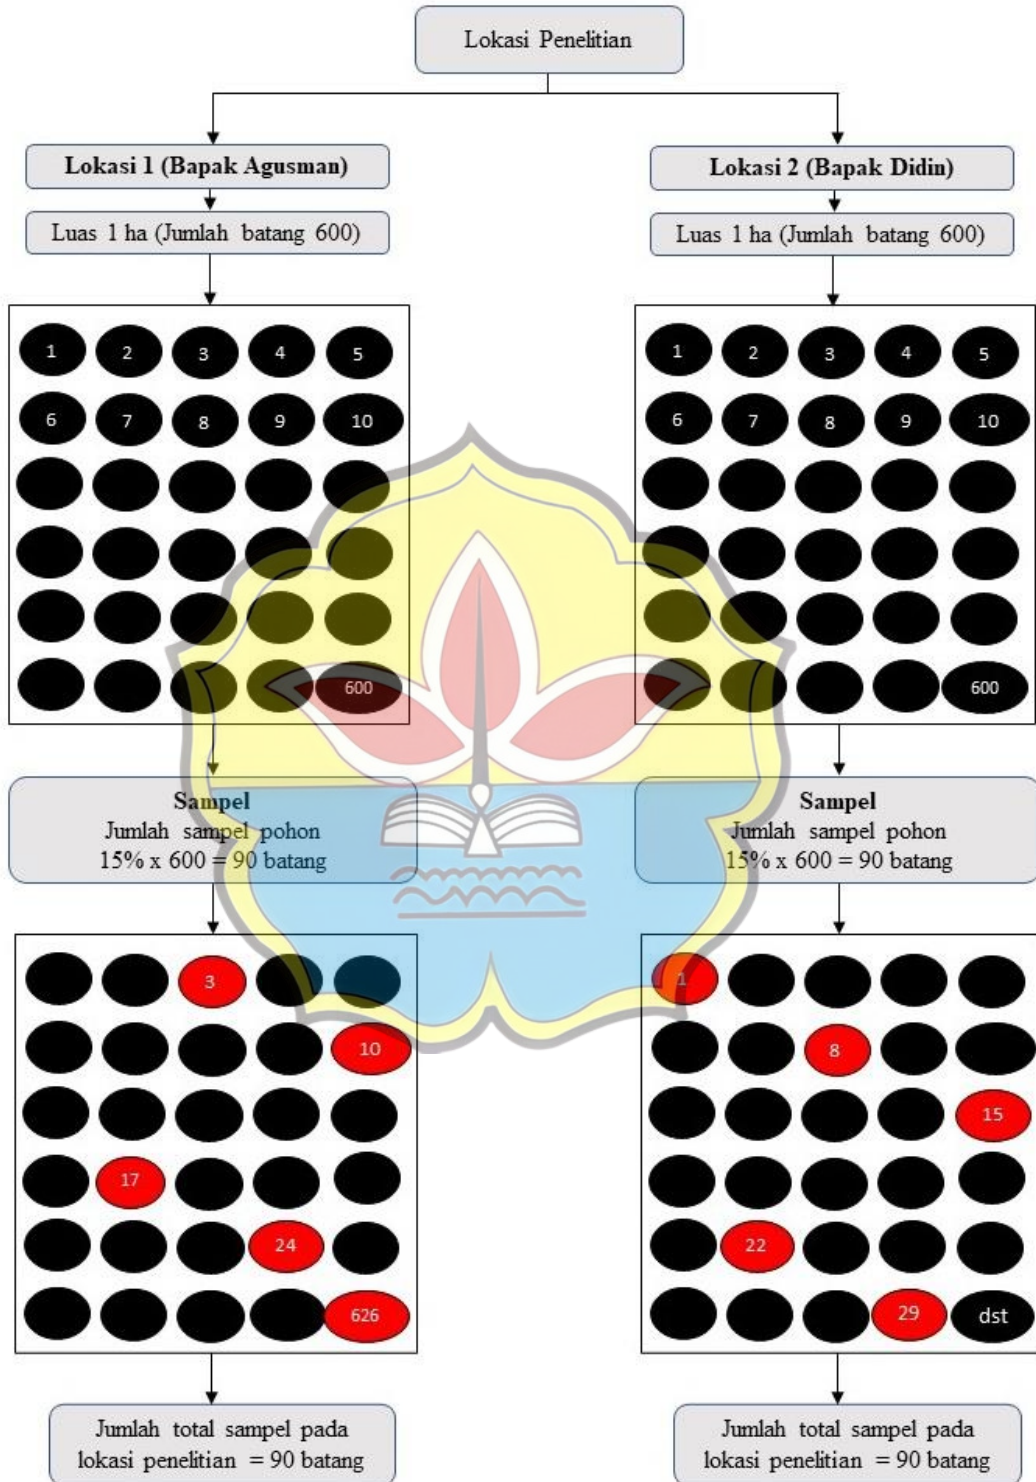 Lokasi Penelitian
Lokasi 1 (Bapak Agusman)
Luas 1 ha (Jumlah batang 600)
1 2 3 4 5
6 7 8 9 10
600
Sampel
Jumlah sampel pohon
15% x 600 = 90 batang
3
10
17
24
626
Jumlah total sampel pada
lokasi penelitian = 90 batang
Lokasi 2 (Bapak Didin)
Luas 1 ha (Jumlah batang 600)
1 2 3 4 5
6 7 8 9 10
600
Sampel
Jumlah sampel pohon
15% x 600 = 90 batang
1
8
15
22
29 dst
Jumlah total sampel pada
lokasi penelitian = 90 batang